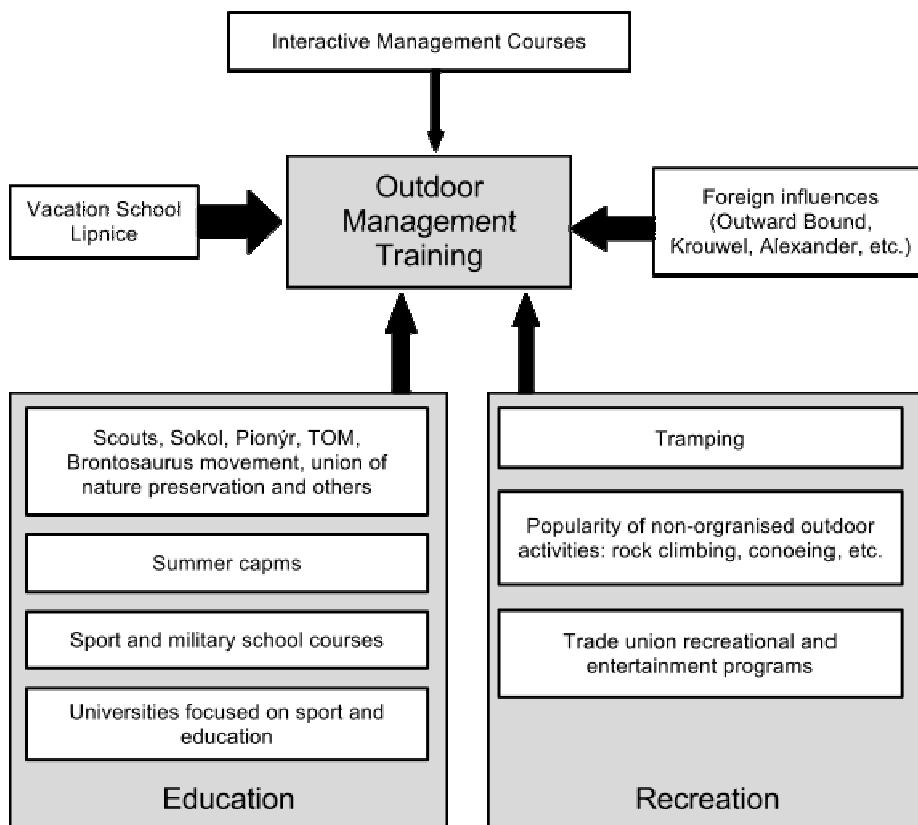 Interactive Management Courses
Outdoor
Management
Training
Vacation School
Lipnice
Foreign influences
(Outward Bound,
Krouwel, Alexander, etc.)
Scouts, Sokol, Pionýr, TOM,
Brontosaurus movement, union of
nature preservation and others
Summer capms
Sport and military school courses
Universities focused on sport and
education
Education
Tramping
Popularity of non-orgranised outdoor
activities: rock climbing, conoeing, etc.
Trade union recreational and
entertainment programs
Recreation